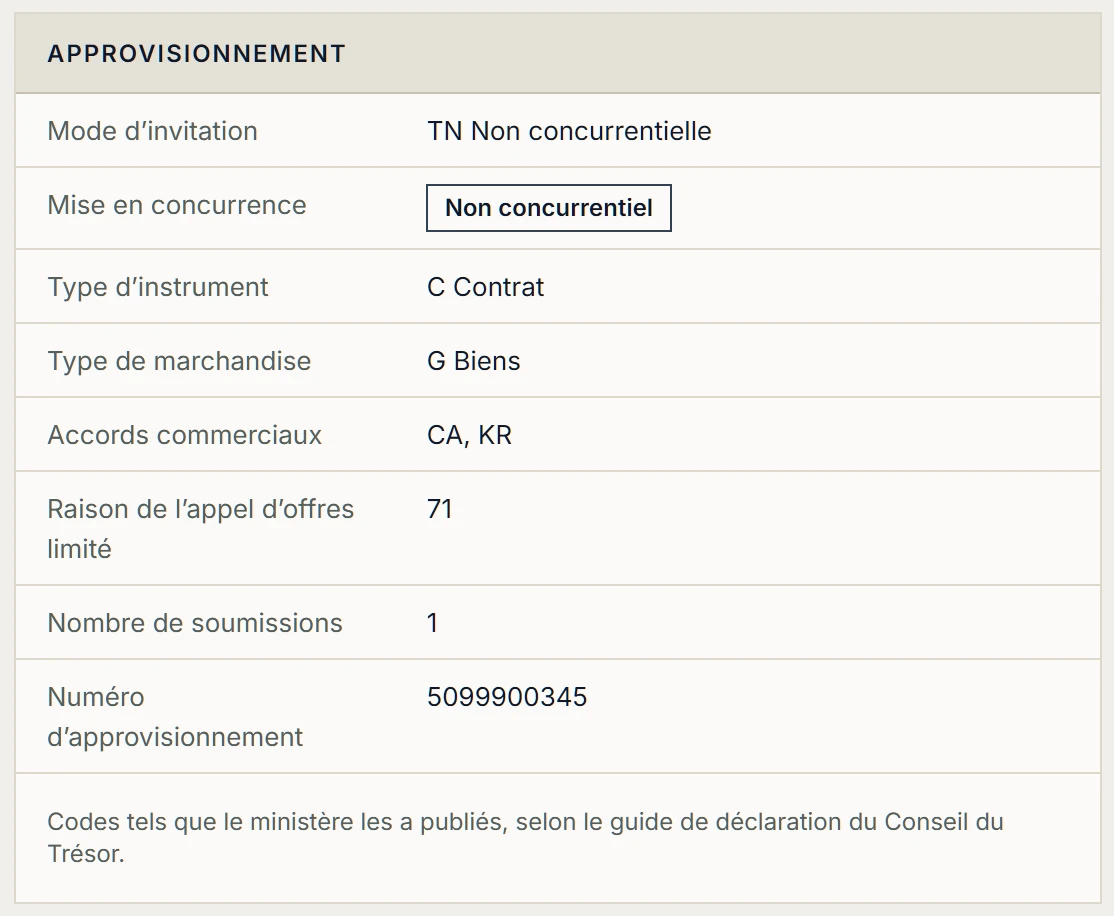 APPROVISIONNEMENT
Mode d’invitation TN Non concurrentielle
Mise en concurrence Non concurrentiel
Type d’instrument C Contrat
Type de marchandise G Biens
Accords commerciaux CA, KR
Raison de l’appel d’offres 71
limité
Nombre de soumissions 1
Numéro 5099900345
d’approvisionnement
Codes tels que le ministère les a publiés, selon le guide de déclaration du Conseil du
Trésor.